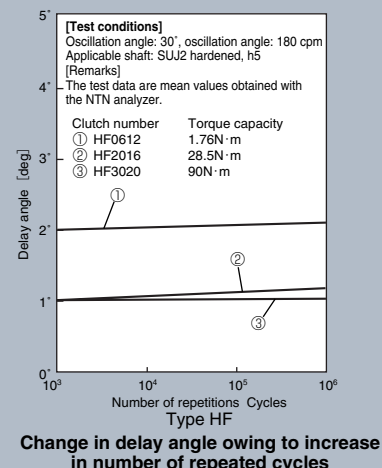 5°
[Test conditions]
Oscillation angle: 30°, oscillation angle: 180 cpm
Applicable shaft: SUJ2 hardened, h5
[Remarks]
The test data are mean values obtained with
the NTN analyzer.
4°
Clutch number Torque capacity
① HF0612 1.76N·m
② HF2016 28.5N·m
③ HF3020 90N·m
3°
Delay angle [deg]
①
2°
②
1°
③
0°
10³ 10⁴ 10⁵ 10⁶
Number of repetitions Cycles
Type HF
Change in delay angle owing to increase
in number of repeated cycles